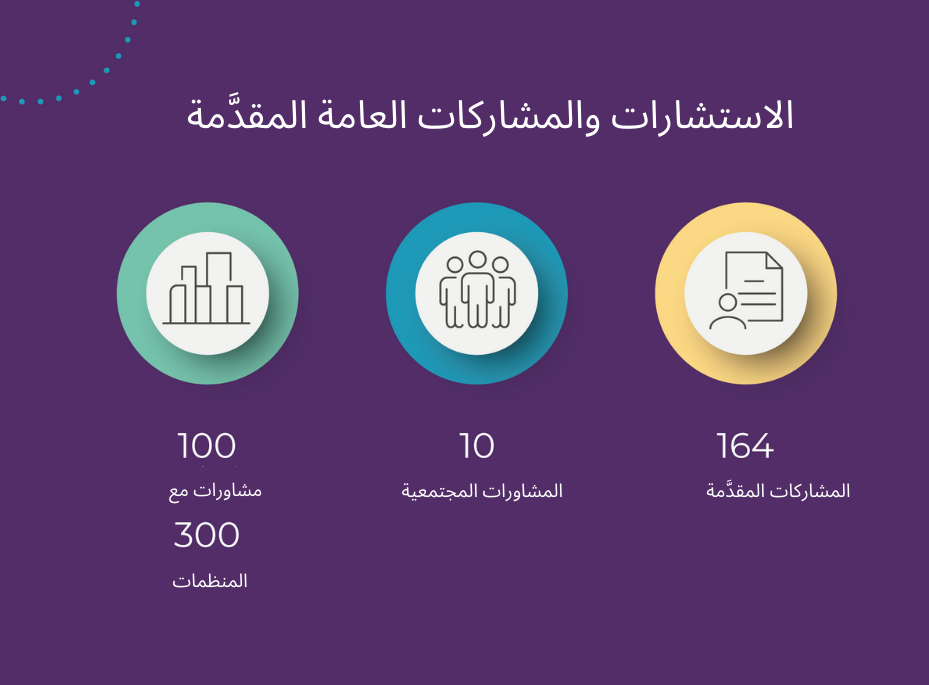 الاستشارات والمشاركات العامة المقدَّمة
164
المشاركات المقدَّمة
10
المشاورات المجتمعية
100
مشاورات مع
300
المنظمات